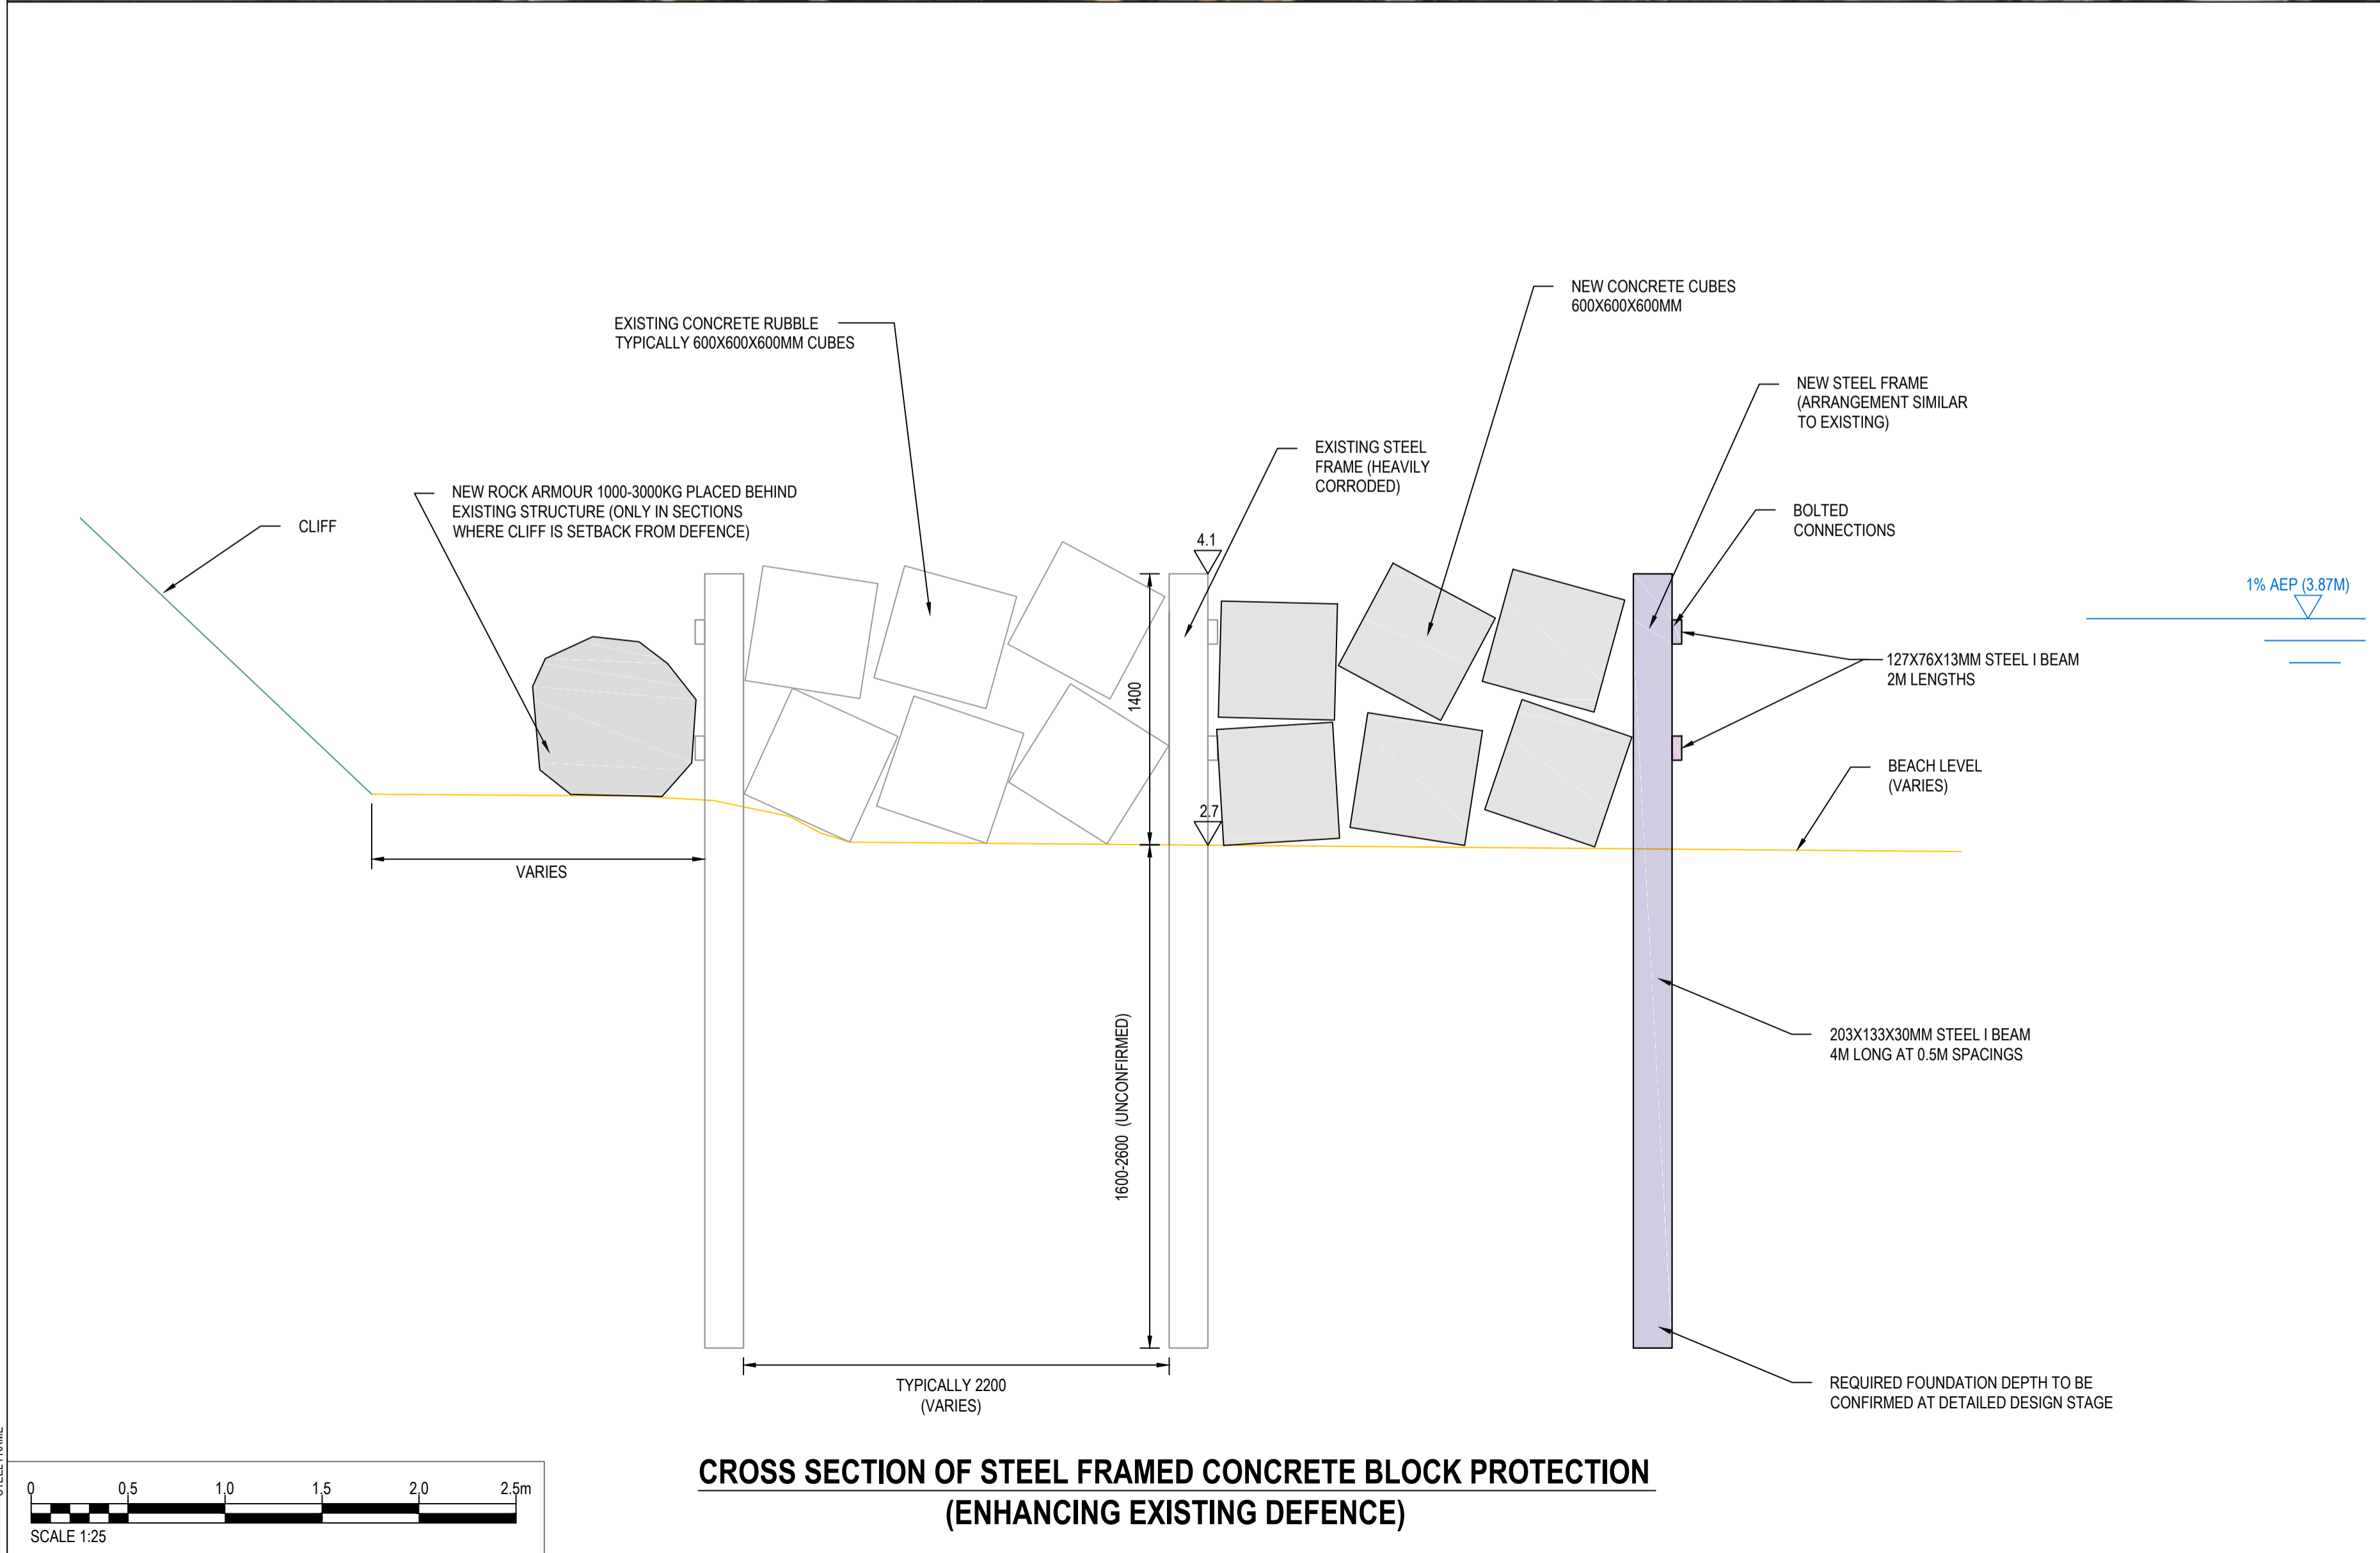 NEW CONCRETE CUBES
600X600X600MM
EXISTING CONCRETE RUBBLE
TYPICALLY 600X600X600MM CUBES
NEW STEEL FRAME
(ARRANGEMENT SIMILAR
TO EXISTING)
EXISTING STEEL
FRAME (HEAVILY
CORRODED)
NEW ROCK ARMOUR 1000-3000KG PLACED BEHIND
EXISTING STRUCTURE (ONLY IN SECTIONS
WHERE CLIFF IS SETBACK FROM DEFENCE)
CLIFF
BOLTED
CONNECTIONS
4.1
1% AEP (3.87M)
127X76X13MM STEEL I BEAM
2M LENGTHS
1400
BEACH LEVEL
(VARIES)
2.7
VARIES
1600-2600 (UNCONFIRMED)
203X133X30MM STEEL I BEAM
4M LONG AT 0.5M SPACINGS
TYPICALLY 2200
(VARIES)
REQUIRED FOUNDATION DEPTH TO BE
CONFIRMED AT DETAILED DESIGN STAGE
CROSS SECTION OF STEEL FRAMED CONCRETE BLOCK PROTECTION
(ENHANCING EXISTING DEFENCE)
0 0.5 1.0 1.5 2.0 2.5m
SCALE 1:25